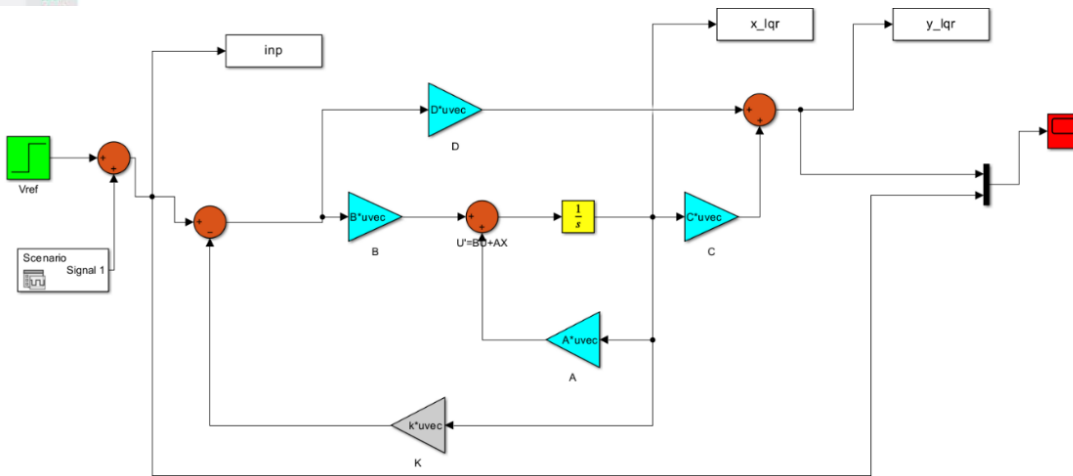 inp
x_lqr
y_lqr
D*uvec
D
+
+
Vref
+
+
Scenario
Signal 1
+
−
B*uvec
B
+
+
U'=BU+AX
1
s
C*uvec
C
A*uvec
A
k*uvec
K